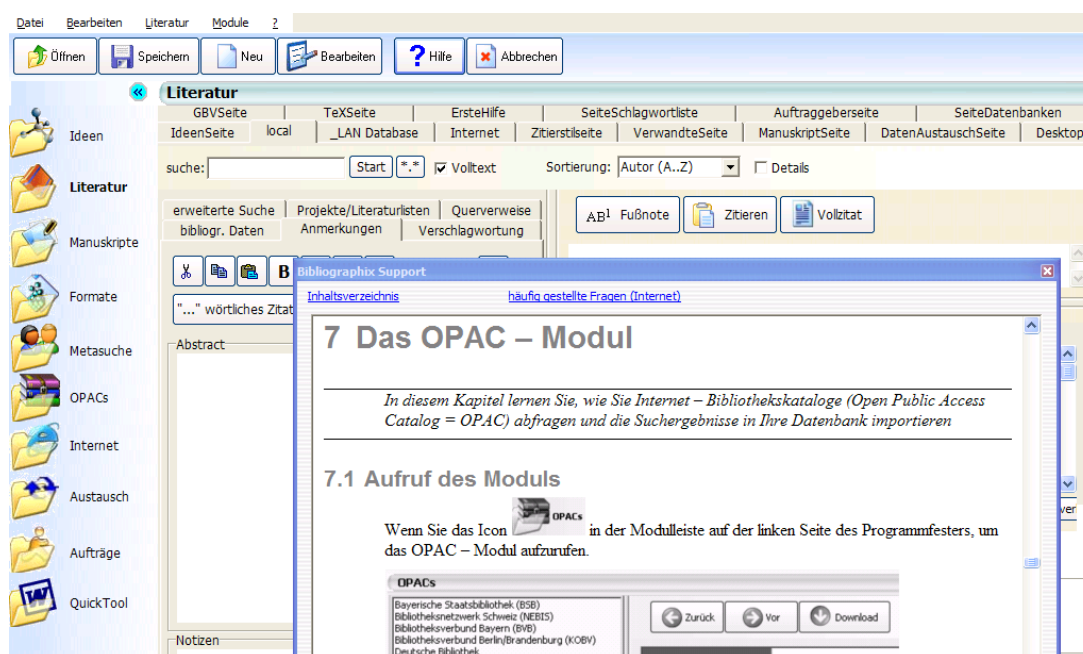 Datei Bearbeiten Literatur Module ?
Öffnen Speichern Neu Bearbeiten ? Hilfe Abbrechen
Literatur
GBVSeite TeXSeite ErsteHilfe SeiteSchlagwortliste Auftraggeberseite SeiteDatenbanken
IdeenSeite local _LAN Database Internet Zitierstilseite VerwandteSeite ManuskriptSeite DatenAustauschSeite Desktop
suche: Start *.* Volltext Sortierung: Autor (A..Z) Details
erweiterte Suche Projekte/Literaturlisten Querverweise
bibliogr. Daten Anmerkungen Verschlagwortung
AB1 Fußnote Zitieren Vollzitat
B
"..." wörtliches Zitat
Abstract
Notizen
Ideen
Literatur
Manuskripte
Formate
Metasuche
OPACs
Internet
Austausch
Aufträge
QuickTool
Bibliographix Support
Inhaltsverzeichnis häufig gestellte Fragen (Internet)
7 Das OPAC – Modul
In diesem Kapitel lernen Sie, wie Sie Internet – Bibliothekskataloge (Open Public Access
Catalog = OPAC) abfragen und die Suchergebnisse in Ihre Datenbank importieren
7.1 Aufruf des Moduls
Wenn Sie das Icon OPACs in der Modulleiste auf der linken Seite des Programmfesters, um
das OPAC – Modul aufzurufen.
OPACs
Bayerische Staatsbibliothek (BSB)
Bibliotheksnetzwerk Schweiz (NEBIS)
Bibliotheksverbund Bayern (BVB)
Bibliotheksverbund Berlin/Brandenburg (KOBV)
Deutsche Bibliothek
Zurück Vor Download